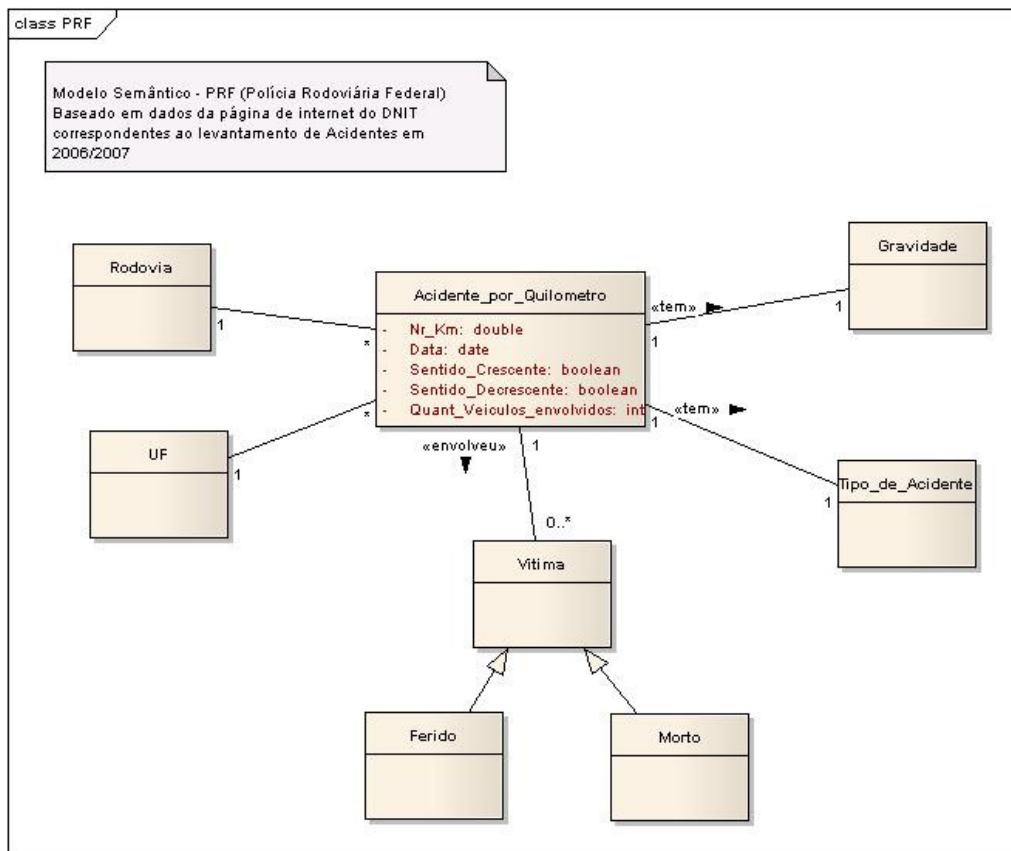 class PRF
Modelo Semântico - PRF (Polícia Rodoviária Federal)
Baseado em dados da página de internet do DNIT
correspondentes ao levantamento de Acidentes em
2006/2007
Rodovia
1
*
Acidente_por_Quilometro
- Nr_Km: double
- Data: date
- Sentido_Crescente: boolean
- Sentido_Decrescente: boolean
- Quant_Veiculos_envolvidos: int
«tem»
1
1
Gravidade
UF
1
*
«tem»
1
1
Tipo_de_Acidente
«envolveu»
1
0..*
Vitima
Ferido
Morto